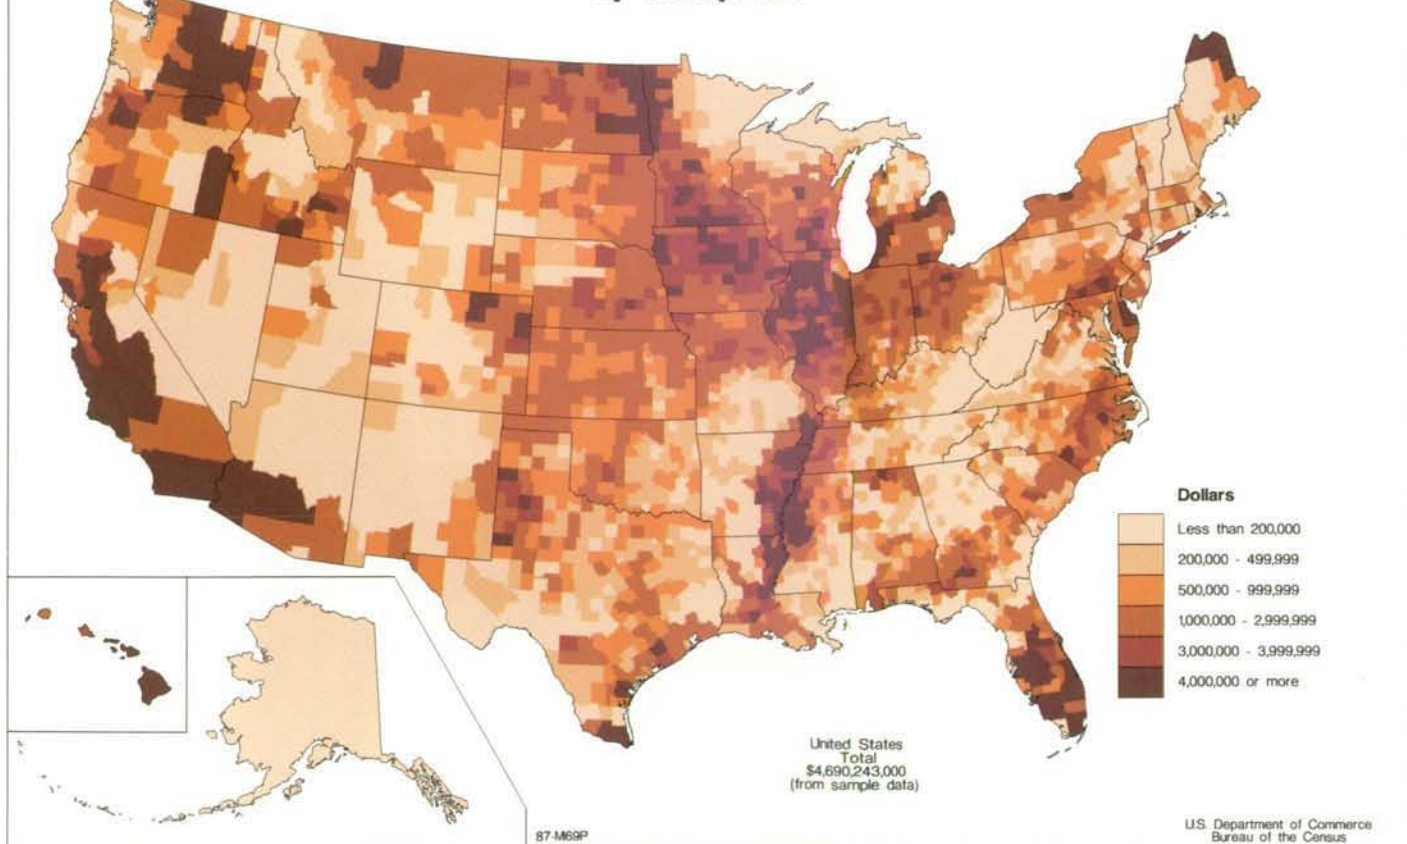 Dollars
Less than 200,000
200,000 - 499,999
500,000 - 999,999
1,000,000 - 2,999,999
3,000,000 - 3,999,999
4,000,000 or more
United States
Total
$4,690,243,000
(from sample data)
87-M69P
U.S. Department of Commerce
Bureau of the Census